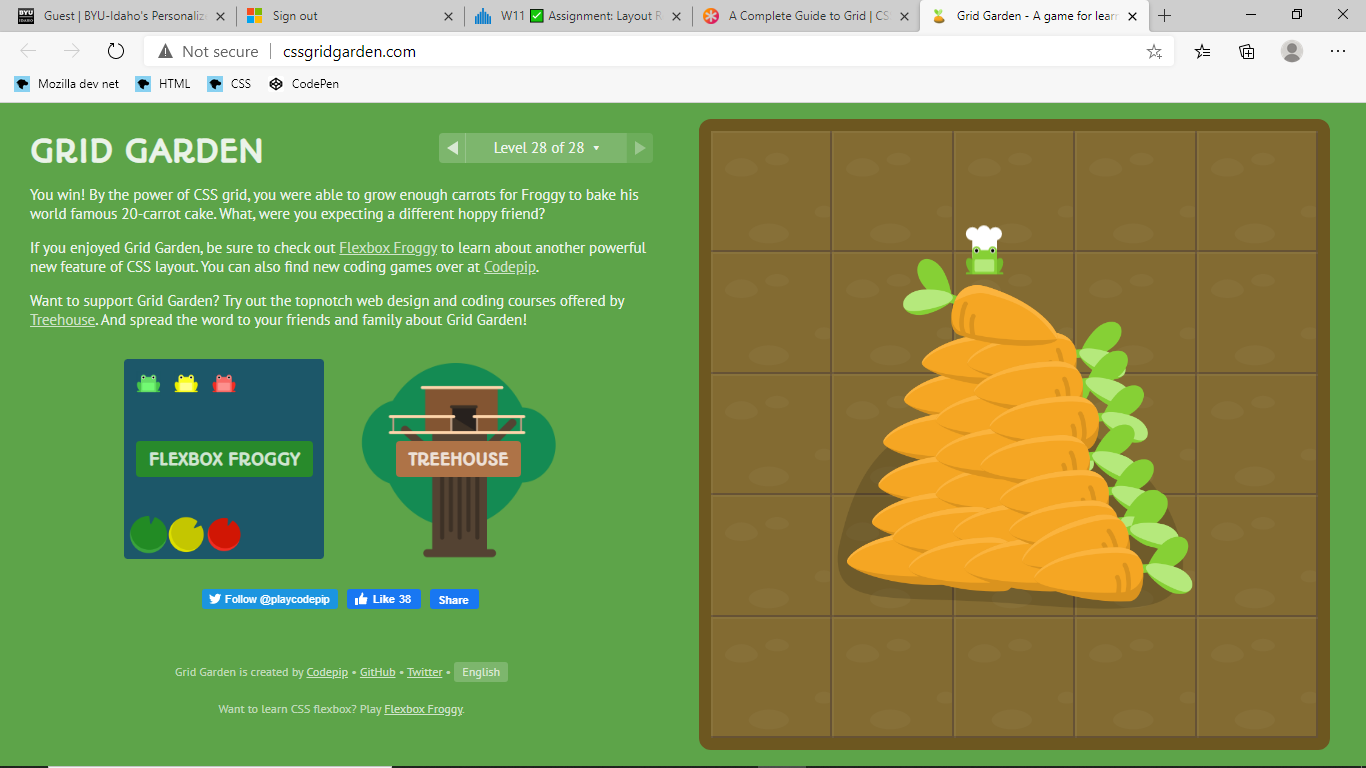 Guest | BYU-Idaho's Personaliz
Sign out
W11 ✅ Assignment: Layout R
A Complete Guide to Grid | CS
Grid Garden - A game for learn
Not secure
cssgridgarden.com
Mozilla dev net
HTML
CSS
CodePen
GRID GARDEN
Level 28 of 28
You win! By the power of CSS grid, you were able to grow enough carrots for Froggy to bake his
world famous 20-carrot cake. What, were you expecting a different hoppy friend?
If you enjoyed Grid Garden, be sure to check out Flexbox Froggy to learn about another powerful
new feature of CSS layout. You can also find new coding games over at Codepip.
Want to support Grid Garden? Try out the topnotch web design and coding courses offered by
Treehouse. And spread the word to your friends and family about Grid Garden!
FLEXBOX FROGGY
TREEHOUSE
Follow @playcodepip
Like 38
Share
Grid Garden is created by Codepip • GitHub • Twitter • English
Want to learn CSS flexbox? Play Flexbox Froggy.